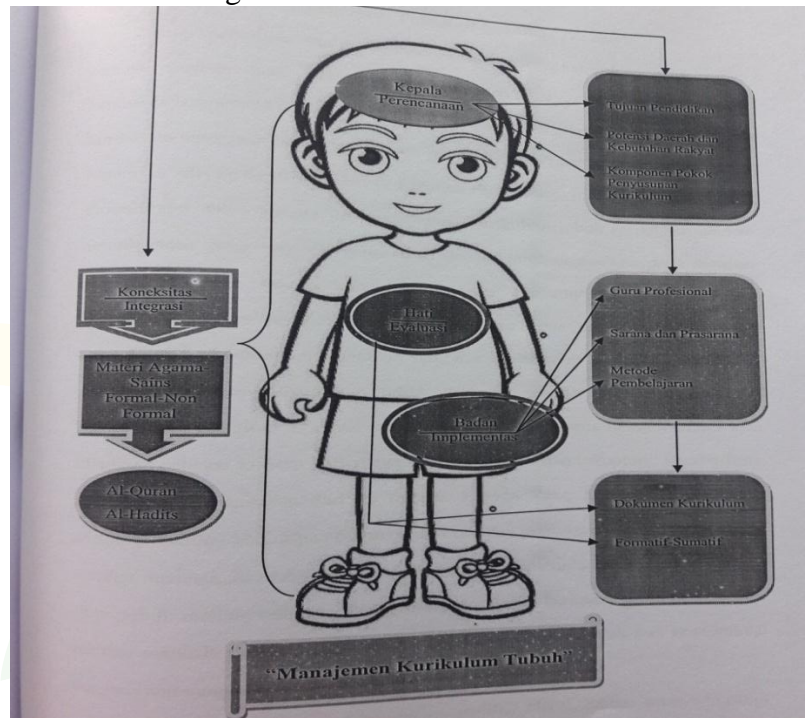 Kepala
Perencanaan
Tujuan Pendidikan
Potensi Daerah dan
Kebutuhan Rakyat
Komponen Pokok
Penyusunan
Kurikulum
Koneksitas
Integrasi
Hati
Evaluasi
Guru Profesional
Sarana dan Prasarana
Metode
Pembelajaran
Materi Agama-
Sains
Formal-Non
Formal
Badan
Implementas
Al-Quran
Al-Hadits
Dokumen Kurikulum
Formatif-Sumatif
"Manajemen Kurikulum Tubuh"